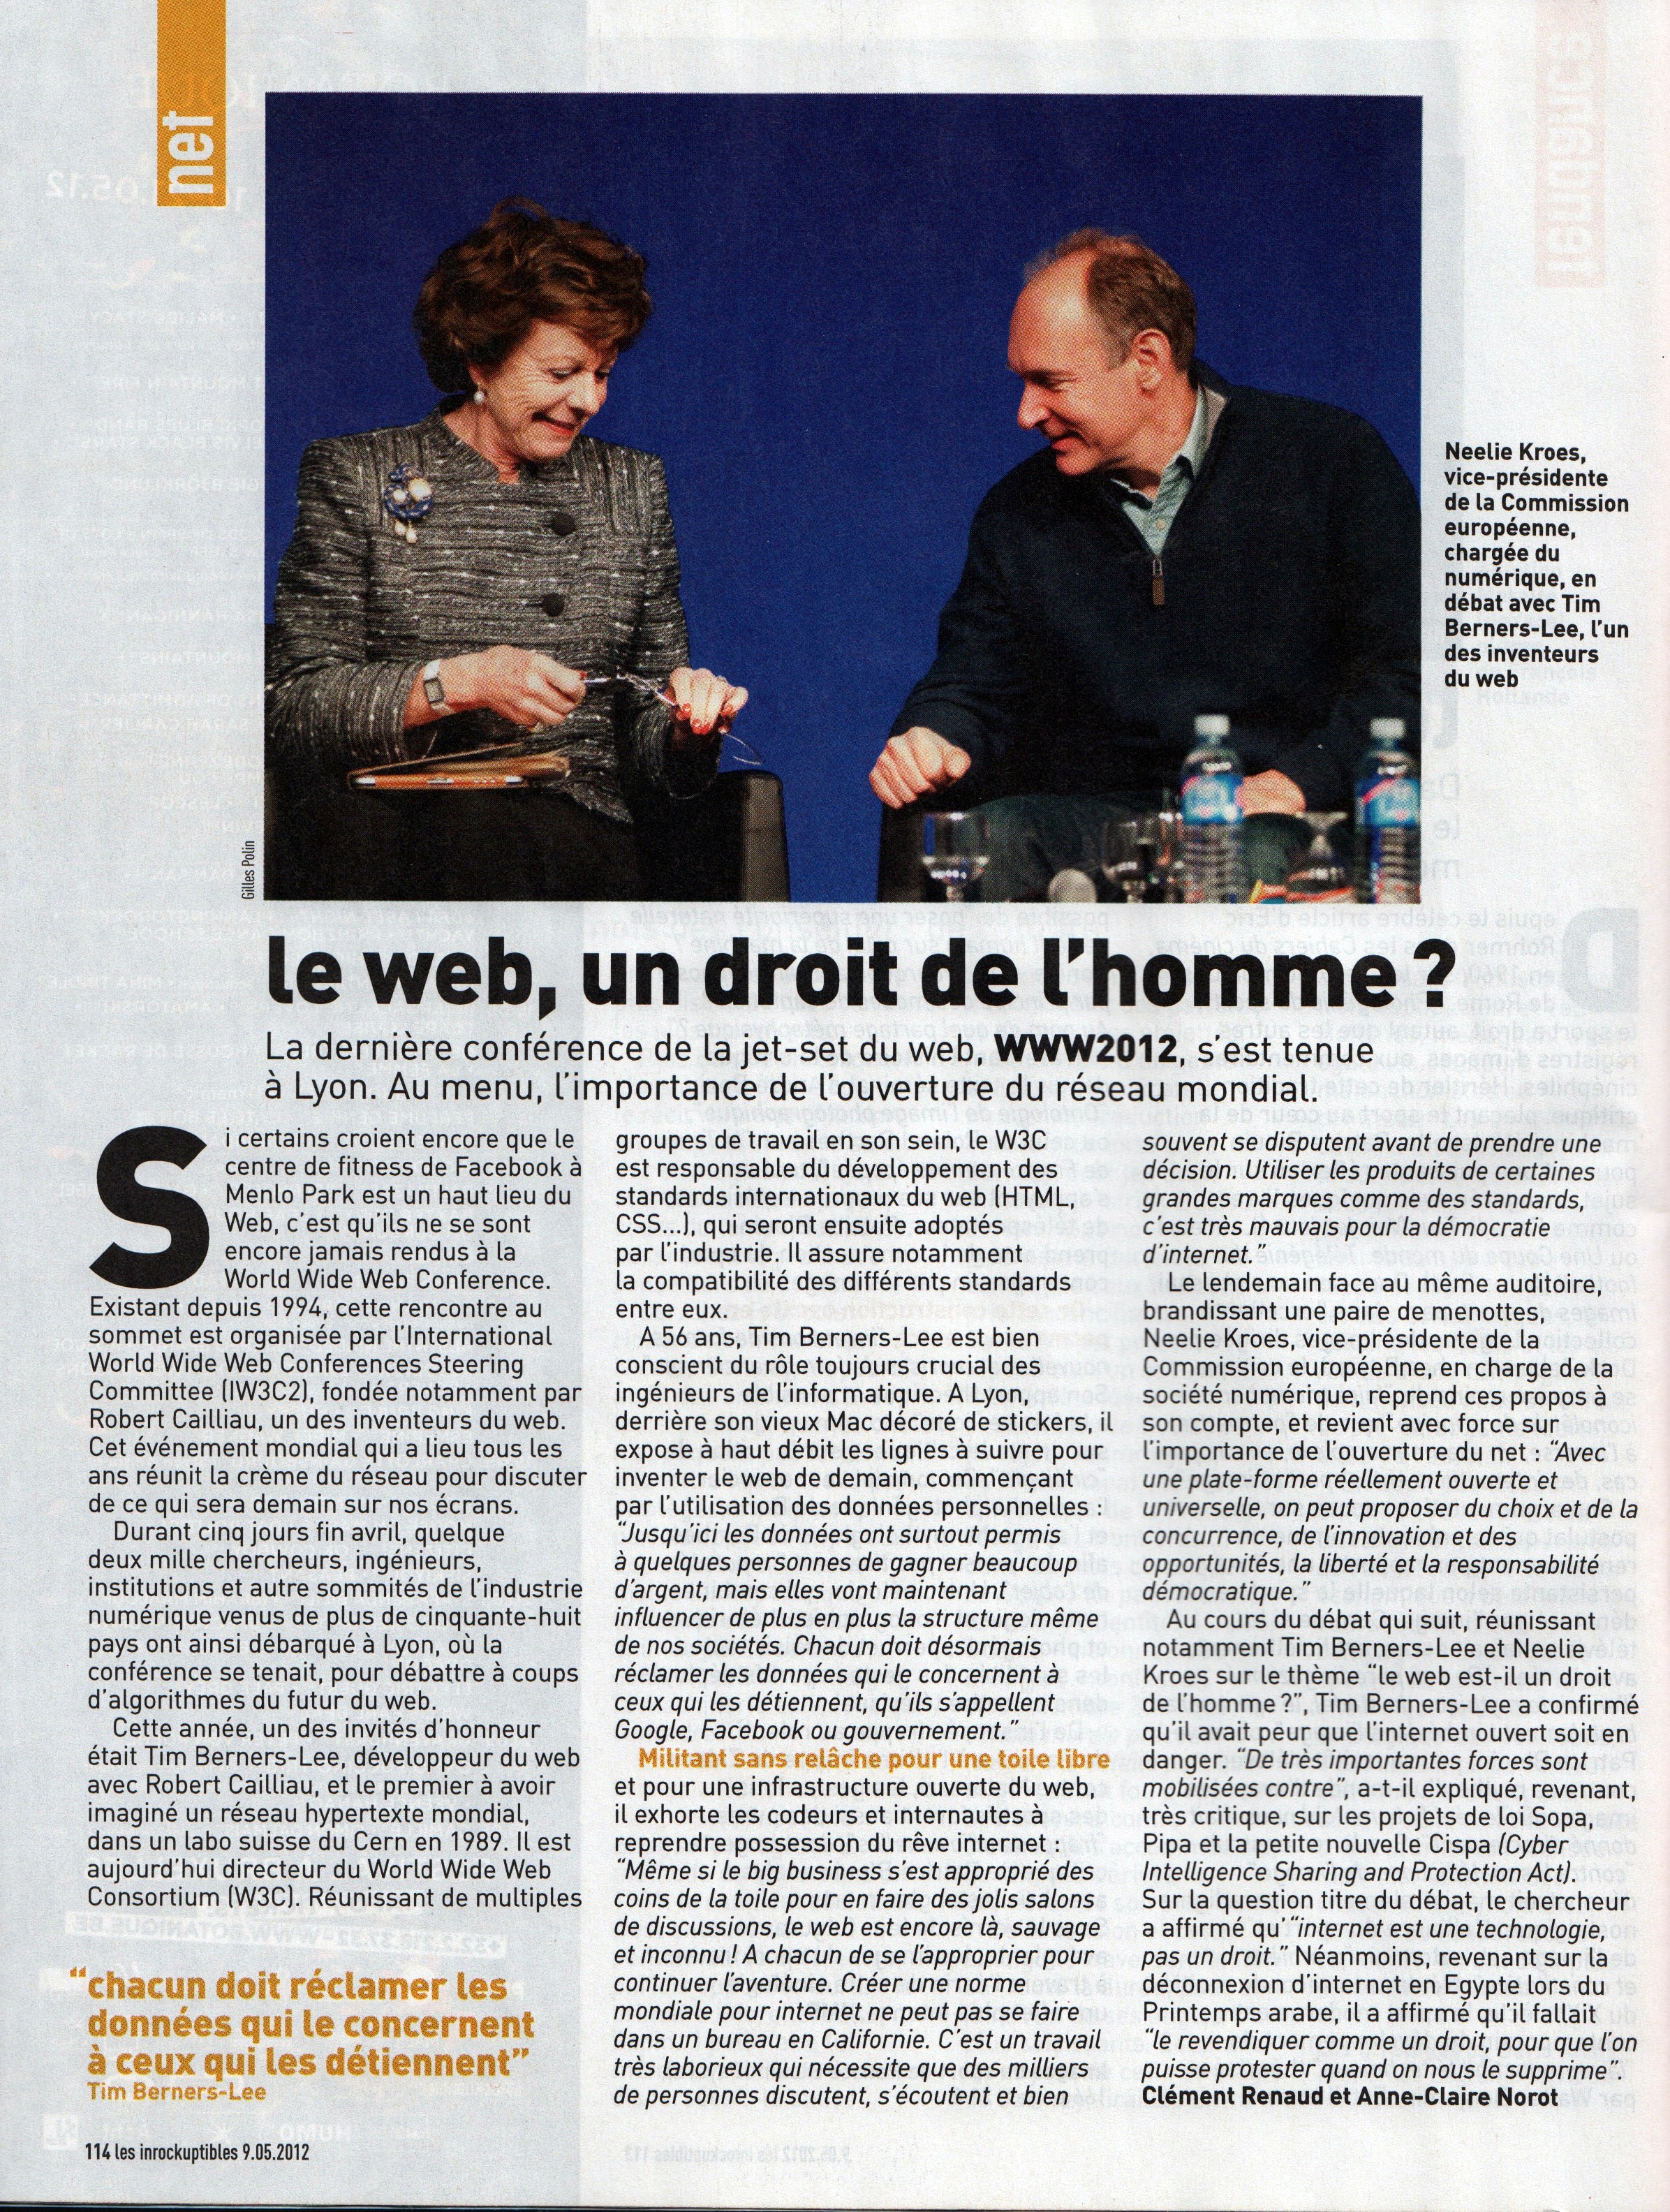 net
Neelie Kroes,
vice-présidente
de la Commission
européenne,
chargée du
numérique, en
débat avec Tim
Berners-Lee, l’un
des inventeurs
du web
Gilles Polin
le web, un droit de l’homme ?
La dernière conférence de la jet-set du web, WWW2012, s’est tenue
à Lyon. Au menu, l’importance de l’ouverture du réseau mondial.
Si certains croient encore que le
centre de fitness de Facebook à
Menlo Park est un haut lieu du
Web, c’est qu’ils ne se sont
encore jamais rendus à la
World Wide Web Conference.
Existant depuis 1994, cette rencontre au
sommet est organisée par l’International
World Wide Web Conferences Steering
Committee (IW3C2), fondée notamment par
Robert Cailliau, un des inventeurs du web.
Cet événement mondial qui a lieu tous les
ans réunit la crème du réseau pour discuter
de ce qui sera demain sur nos écrans.
Durant cinq jours fin avril, quelque
deux mille chercheurs, ingénieurs,
institutions et autre sommités de l’industrie
numérique venus de plus de cinquante-huit
pays ont ainsi débarqué à Lyon, où la
conférence se tenait, pour débattre à coups
d’algorithmes du futur du web.
Cette année, un des invités d’honneur
était Tim Berners-Lee, développeur du web
avec Robert Cailliau, et le premier à avoir
imaginé un réseau hypertexte mondial,
dans un labo suisse du Cern en 1989. Il est
aujourd’hui directeur du World Wide Web
Consortium (W3C). Réunissant de multiples
“chacun doit réclamer les
données qui le concernent
à ceux qui les détiennent”
Tim Berners-Lee
groupes de travail en son sein, le W3C
est responsable du développement des
standards internationaux du web (HTML,
CSS…), qui seront ensuite adoptés
par l’industrie. Il assure notamment
la compatibilité des différents standards
entre eux.
A 56 ans, Tim Berners-Lee est bien
conscient du rôle toujours crucial des
ingénieurs de l’informatique. A Lyon,
derrière son vieux Mac décoré de stickers, il
expose à haut débit les lignes à suivre pour
inventer le web de demain, commençant
par l’utilisation des données personnelles :
“Jusqu’ici les données ont surtout permis
à quelques personnes de gagner beaucoup
d’argent, mais elles vont maintenant
influencer de plus en plus la structure même
de nos sociétés. Chacun doit désormais
réclamer les données qui le concernent à
ceux qui les détiennent, qu’ils s’appellent
Google, Facebook ou gouvernement.”
Militant sans relâche pour une toile libre
et pour une infrastructure ouverte du web,
il exhorte les codeurs et internautes à
reprendre possession du rêve internet :
“Même si le big business s’est approprié des
coins de la toile pour en faire des jolis salons
de discussions, le web est encore là, sauvage
et inconnu ! A chacun de se l’approprier pour
continuer l’aventure. Créer une norme
mondiale pour internet ne peut pas se faire
dans un bureau en Californie. C’est un travail
très laborieux qui nécessite que des milliers
de personnes discutent, s’écoutent et bien
souvent se disputent avant de prendre une
décision. Utiliser les produits de certaines
grandes marques comme des standards,
c’est très mauvais pour la démocratie
d’internet.”
Le lendemain face au même auditoire,
brandissant une paire de menottes,
Neelie Kroes, vice-présidente de la
Commission européenne, en charge de la
société numérique, reprend ces propos à
son compte, et revient avec force sur
l’importance de l’ouverture du net : “Avec
une plate-forme réellement ouverte et
universelle, on peut proposer du choix et de la
concurrence, de l’innovation et des
opportunités, la liberté et la responsabilité
démocratique.”
Au cours du débat qui suit, réunissant
notamment Tim Berners-Lee et Neelie
Kroes sur le thème “le web est-il un droit
de l’homme ?”, Tim Berners-Lee a confirmé
qu’il avait peur que l’internet ouvert soit en
danger. “De très importantes forces sont
mobilisées contre”, a-t-il expliqué, revenant,
très critique, sur les projets de loi Sopa,
Pipa et la petite nouvelle Cispa (Cyber
Intelligence Sharing and Protection Act).
Sur la question titre du débat, le chercheur
a affirmé qu’“internet est une technologie,
pas un droit.” Néanmoins, revenant sur la
déconnexion d’internet en Egypte lors du
Printemps arabe, il a affirmé qu’il fallait
“le revendiquer comme un droit, pour que l’on
puisse protester quand on nous le supprime”.
Clément Renaud et Anne-Claire Norot
114 les inrockuptibles 9.05.2012